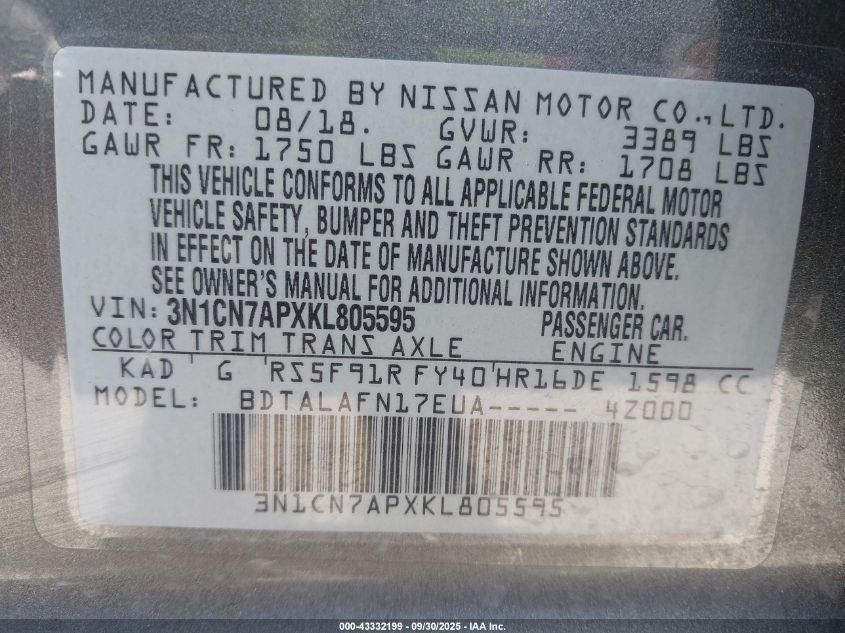 MANUFACTURED BY NISSAN MOTOR CO., LTD.
DATE: 08/18. GVWR: 3389 LBS
GAWR FR: 1750 LBS GAWR RR: 1708 LBS
THIS VEHICLE CONFORMS TO ALL APPLICABLE FEDERAL MOTOR
VEHICLE SAFETY, BUMPER AND THEFT PREVENTION STANDARDS
IN EFFECT ON THE DATE OF MANUFACTURE SHOWN ABOVE.
SEE OWNER'S MANUAL FOR ADDITIONAL INFORMATION.
VIN: 3N1CN7APXKL805595 PASSENGER CAR.
COLOR TRIM TRANS AXLE ENGINE
KAD G RS5F91R FY40 HR16DE 1598 CC
MODEL: BDTALAFN17EUA----- 4Z000
3N1CN7APXKL805595
000-43332199 - 09/30/2025 - IAA Inc.